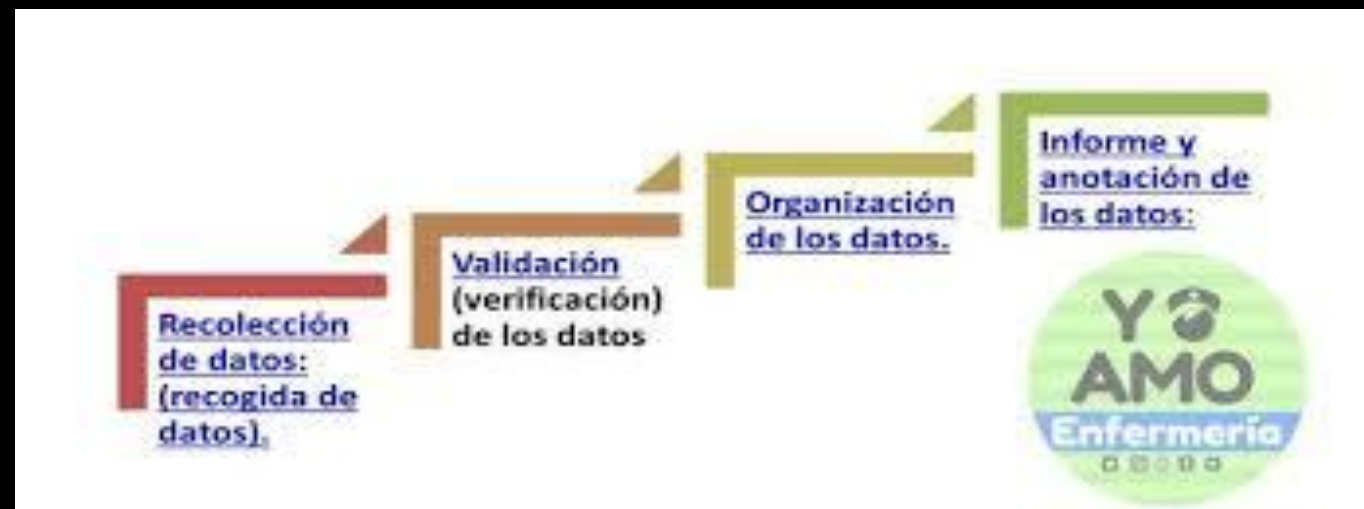 Recolección
de datos:
(recogida de
datos).
Validación
(verificación)
de los datos
Organización
de los datos.
Informe y
anotación de
los datos:
YO
AMO
Enfermería